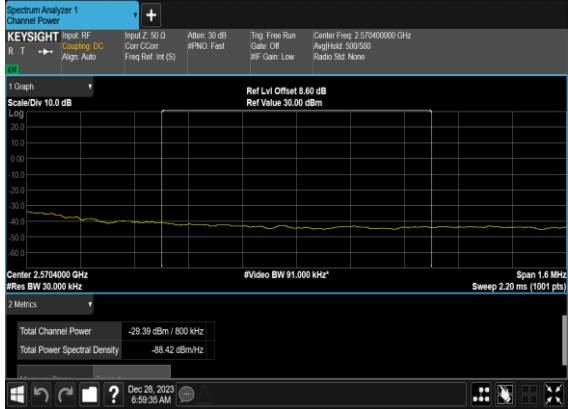 Spectrum Analyzer 1
Channel Power
+
KEYSIGHT Input: RF Input Z: 50 Ω Atten: 30 dB Trig: Free Run Center Freq: 2.570400000 GHz
R T Coupling: DC Corr CCorr #PNO: Fast Gate: Off Avg|Hold: 500/500
Align: Auto Freq Ref: Int (S) #IF Gain: Low Radio Std: None
1 Graph
Ref Lvl Offset 8.60 dB
Scale/Div 10.0 dB Ref Value 30.00 dBm
Log
20.0
10.0
0.00
-10.0
-20.0
-30.0
-40.0
-50.0
-60.0
Center 2.5704000 GHz #Video BW 91.000 kHz* Span 1.6 MHz
#Res BW 30.000 kHz Sweep 2.20 ms (1001 pts)
2 Metrics
Total Channel Power -29.39 dBm / 800 kHz
Total Power Spectral Density -88.42 dBm/Hz
?
Dec 28, 2023
6:59:35 AM